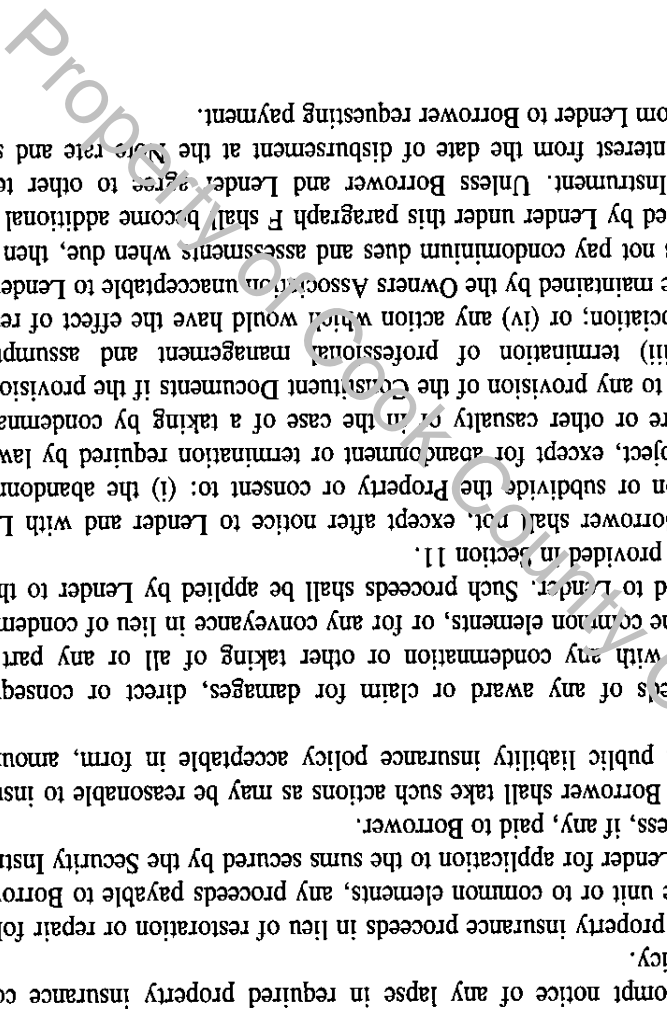 ompt notice of any lapse in required property insurance co
icy.
property insurance proceeds in lieu of restoration or repair fol
e unit or to common elements, any proceeds payable to Borrow
Lender for application to the sums secured by the Security Instr
ess, if any, paid to Borrower.
Borrower shall take such actions as may be reasonable to insu
public liability insurance policy acceptable in form, amoun
eds of any award or claim for damages, direct or conseq
with any condemnation or other taking of all or any part
he common elements, or for any conveyance in lieu of condem
d to Lender. Such proceeds shall be applied by Lender to th
provided in Section 11.
orrower shall not, except after notice to Lender and with L
on or subdivide the Property or consent to: (i) the abandon
oject, except for abandonment or termination required by law
re or other casualty or in the case of a taking by condemna
to any provision of the Constituent Documents if the provisio
iii) termination of professional management and assumpt
ociation; or (iv) any action which would have the effect of re
e maintained by the Owners Association unacceptable to Lende
s not pay condominium dues and assessments when due, then
ed by Lender under this paragraph F shall become additional
Instrument. Unless Borrower and Lender agree to other te
interest from the date of disbursement at the Note rate and s
om Lender to Borrower requesting payment.
Property of Cook County C